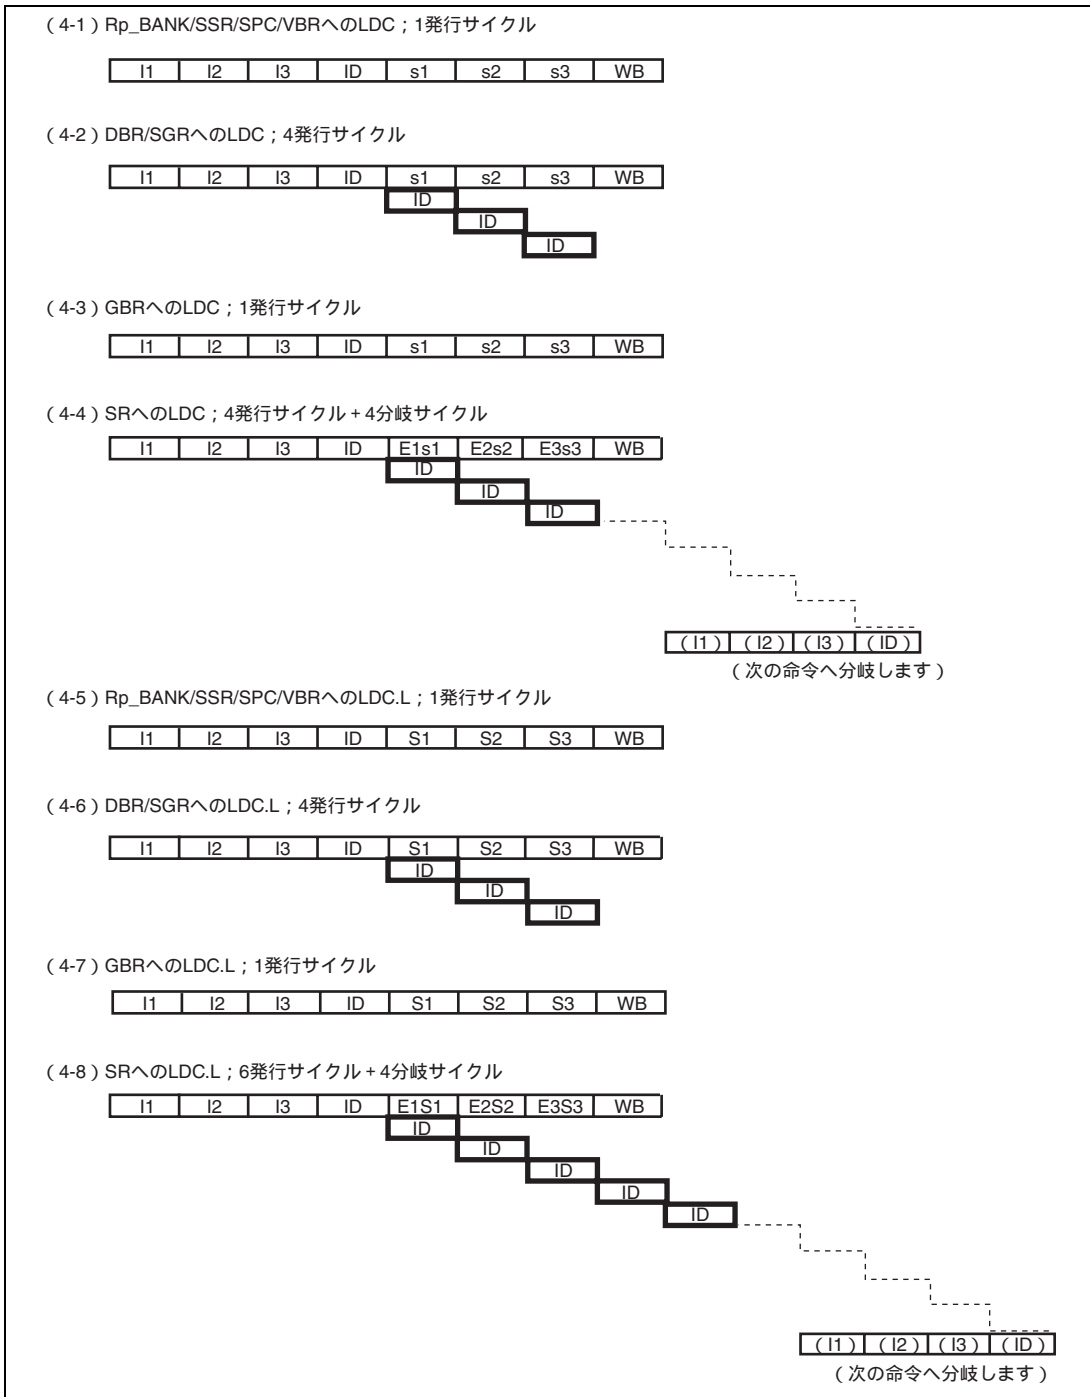 （4-1）Rp_BANK/SSR/SPC/VBRへのLDC；1発行サイクル
I1 I2 I3 ID s1 s2 s3 WB
（4-2）DBR/SGRへのLDC；4発行サイクル
I1 I2 I3 ID s1 s2 s3 WB
ID
ID
ID
（4-3）GBRへのLDC；1発行サイクル
I1 I2 I3 ID s1 s2 s3 WB
（4-4）SRへのLDC；4発行サイクル+4分岐サイクル
I1 I2 I3 ID E1s1 E2s2 E3s3 WB
ID
ID
ID
（I1）（I2）（I3）（ID）
（次の命令へ分岐します）
（4-5）Rp_BANK/SSR/SPC/VBRへのLDC.L；1発行サイクル
I1 I2 I3 ID S1 S2 S3 WB
（4-6）DBR/SGRへのLDC.L；4発行サイクル
I1 I2 I3 ID S1 S2 S3 WB
ID
ID
ID
（4-7）GBRへのLDC.L；1発行サイクル
I1 I2 I3 ID S1 S2 S3 WB
（4-8）SRへのLDC.L；6発行サイクル+4分岐サイクル
I1 I2 I3 ID E1S1 E2S2 E3S3 WB
ID
ID
ID
ID
ID
（I1）（I2）（I3）（ID）
（次の命令へ分岐します）